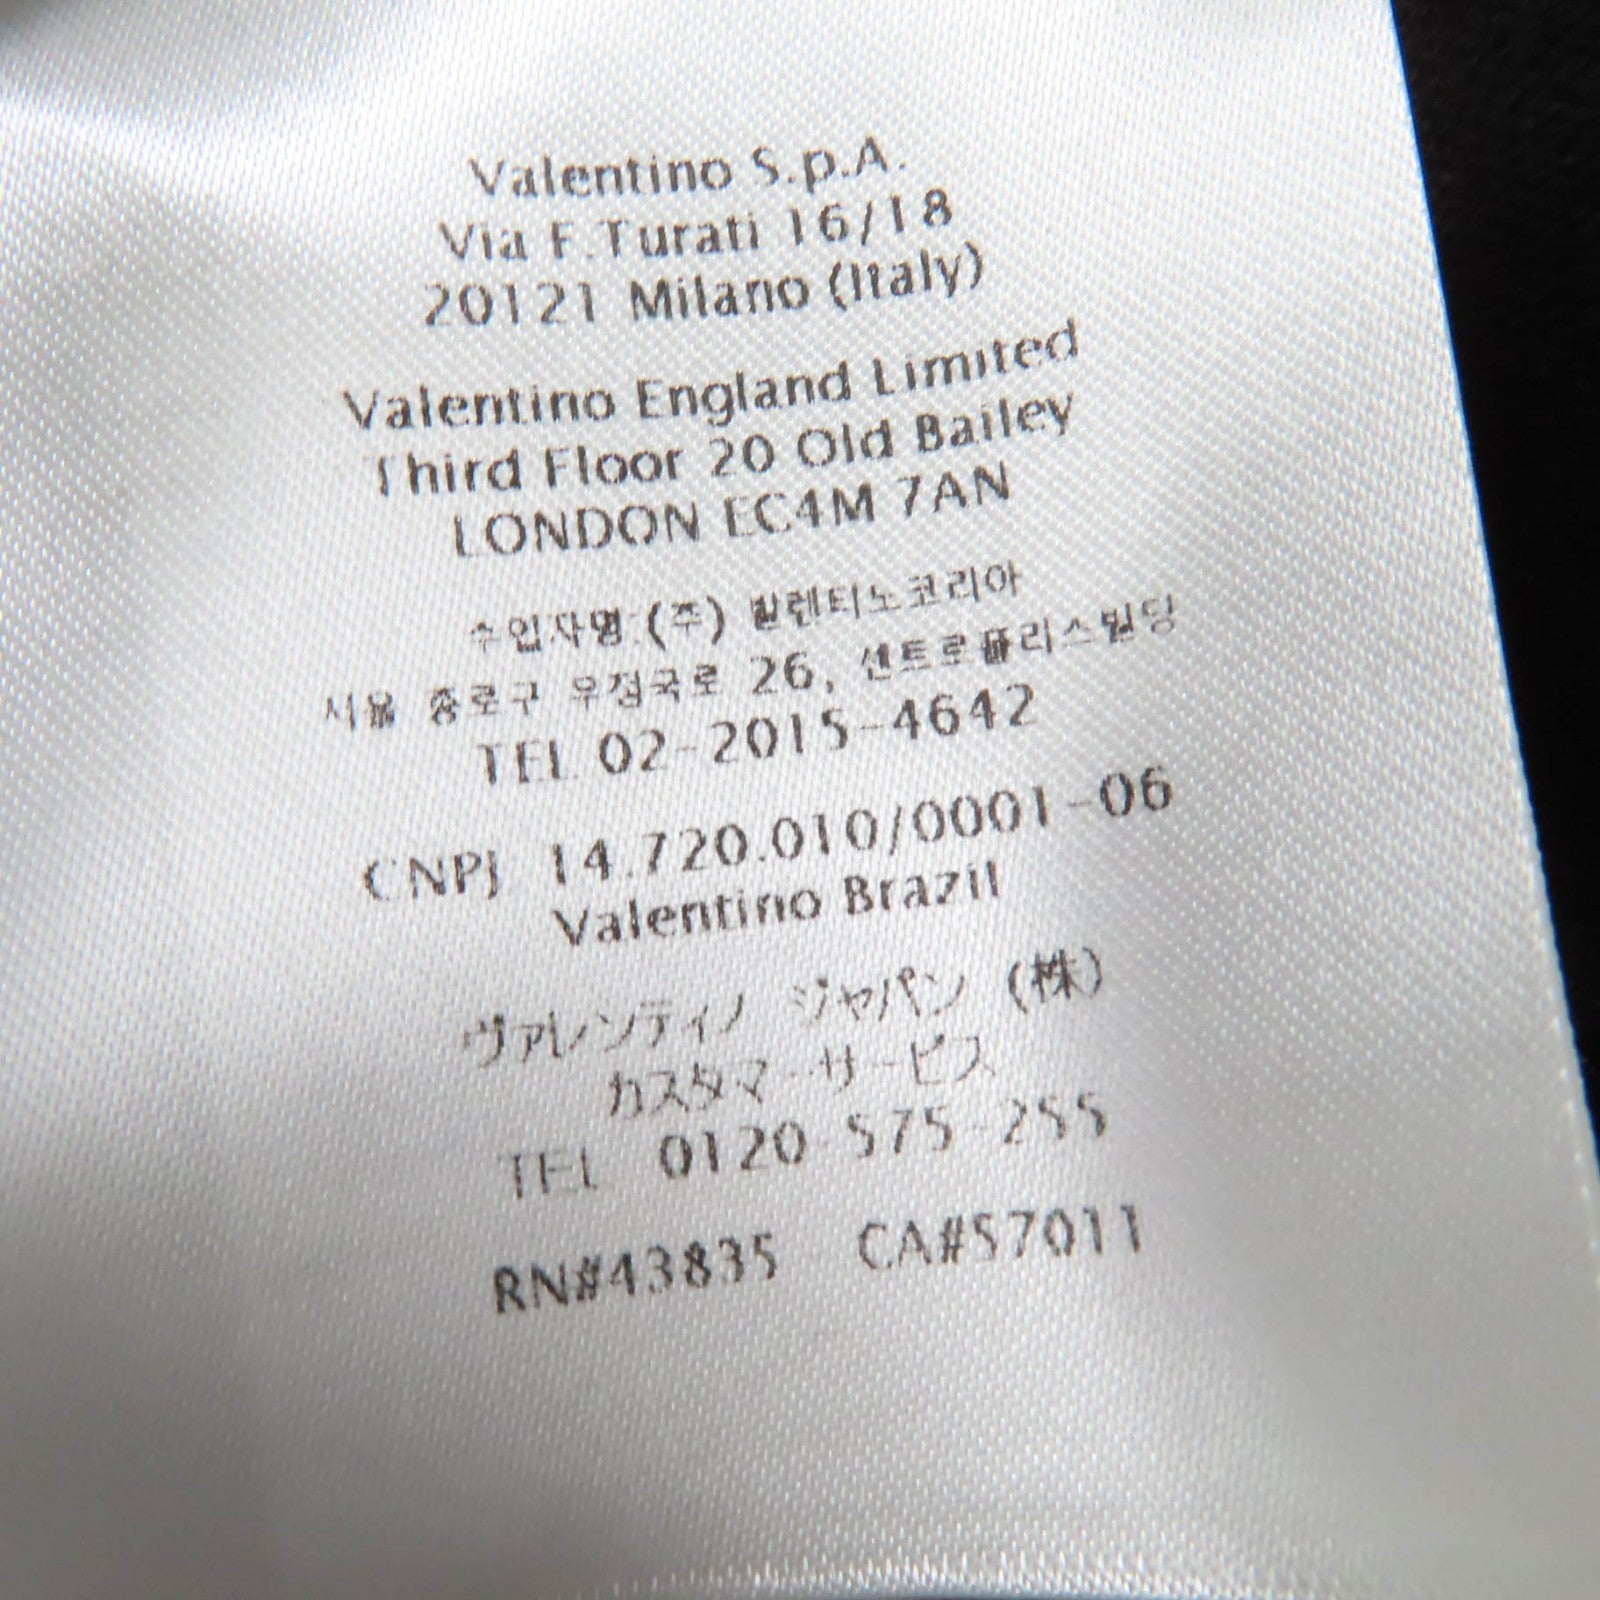 Valentino S.p.A.
Via F.Turati 16/18
20121 Milano (Italy)
Valentino England Limited
Third Floor 20 Old Bailey
LONDON EC4M 7AN
수입자명:(주) 발렌티노코리아
서울 종로구 우정국로 26, 센트로폴리스빌딩
TEL 02-2015-4642
CNPJ 14.720.010/0001-06
Valentino Brazil
ヴァレンティノ ジャパン (株)
カスタマーサービス
TEL 0120-575-255
RN#43835 CA#57011